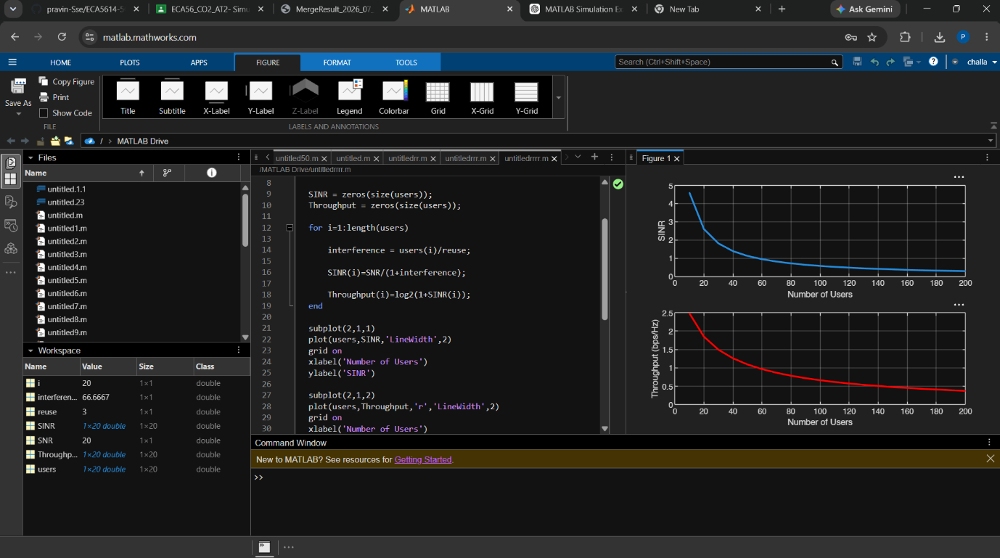 pravin-Sse/ECA5614-5
ECA56_CO2_AT2- Simu
MergeResult_2026_07_
MATLAB
MATLAB Simulation Ex
New Tab
Ask Gemini
matlab.mathworks.com
P
HOME
PLOTS
APPS
FIGURE
FORMAT
TOOLS
Search (Ctrl+Shift+Space)
challa
Save As
Copy Figure
Print
Show Code
FILE
Title
Subtitle
X-Label
Y-Label
Z-Label
Legend
Colorbar
Grid
X-Grid
Y-Grid
LABELS AND ANNOTATIONS
/ > MATLAB Drive
Files
Name
untitled.1.1
untitled.23
untitled.m
untitled1.m
untitled2.m
untitled3.m
untitled4.m
untitled5.m
untitled6.m
untitled7.m
untitled8.m
untitled9.m
Workspace
Name Value Size Class
i 20 1×1 double
interferen... 66.6667 1×1 double
reuse 3 1×1 double
SINR 1×20 double 1×20 double
SNR 20 1×1 double
Throughp... 1×20 double 1×20 double
users 1×20 double 1×20 double
untitled50.m
untitled.m
untitledrr.m
untitledrrr.m
untitledrrrr.m
/MATLAB Drive/untitledrrrr.m
8
9 SINR = zeros(size(users));
10 Throughput = zeros(size(users));
11
12 for i=1:length(users)
13
14 interference = users(i)/reuse;
15
16 SINR(i)=SNR/(1+interference);
17
18 Throughput(i)=log2(1+SINR(i));
19 end
20
21 subplot(2,1,1)
22 plot(users,SINR,'LineWidth',2)
23 grid on
24 xlabel('Number of Users')
25 ylabel('SINR')
26
27 subplot(2,1,2)
28 plot(users,Throughput,'r','LineWidth',2)
29 grid on
30 xlabel('Number of Users')
Figure 1
5
4
3
2
1
0
SINR
0 20 40 60 80 100 120 140 160 180 200
Number of Users
2.5
2
1.5
1
0.5
0
Throughput (bps/Hz)
0 20 40 60 80 100 120 140 160 180 200
Number of Users
Command Window
New to MATLAB? See resources for Getting Started.
>>